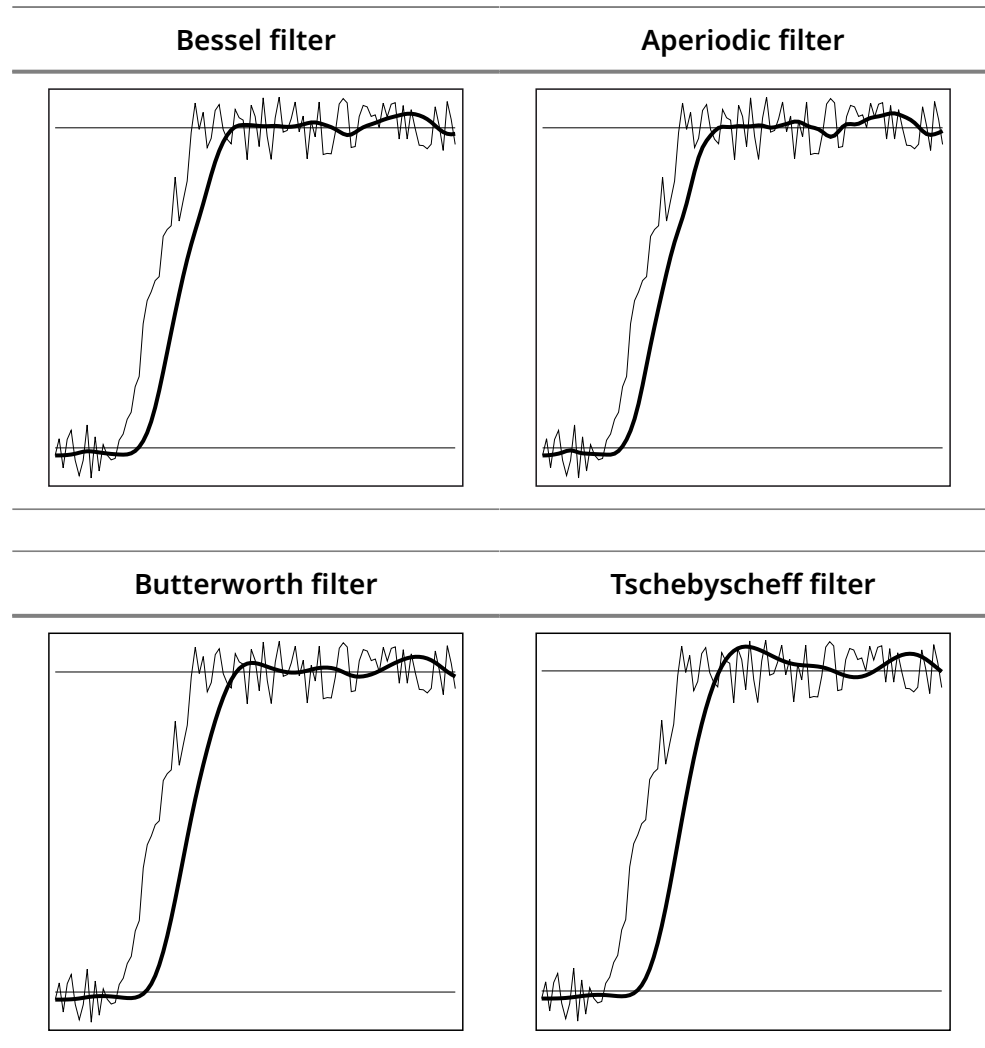 Bessel filter
Aperiodic filter
Butterworth filter
Tschebyscheff filter